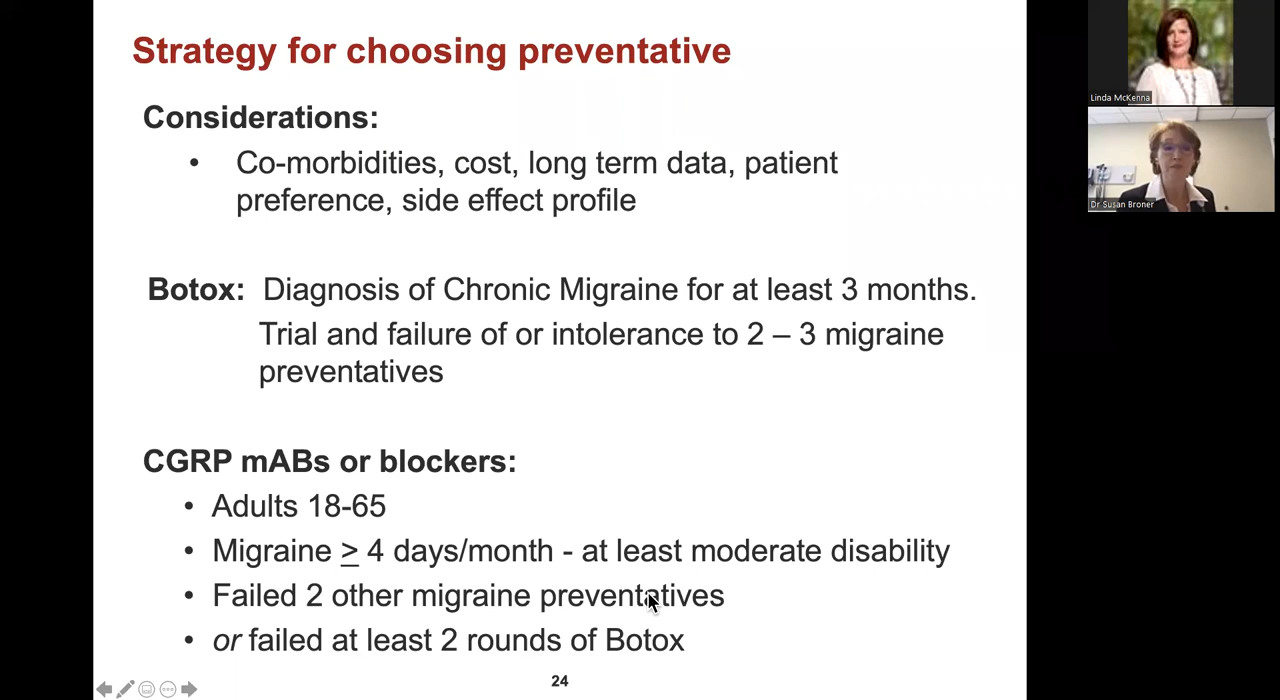 Strategy for choosing preventative
Considerations:
• Co-morbidities, cost, long term data, patient
preference, side effect profile
Botox: Diagnosis of Chronic Migraine for at least 3 months.
Trial and failure of or intolerance to 2 – 3 migraine
preventatives
CGRP mABs or blockers:
• Adults 18-65
• Migraine ≥ 4 days/month - at least moderate disability
• Failed 2 other migraine preventatives
• or failed at least 2 rounds of Botox
24
Linda McKenna
Dr Susan Broner